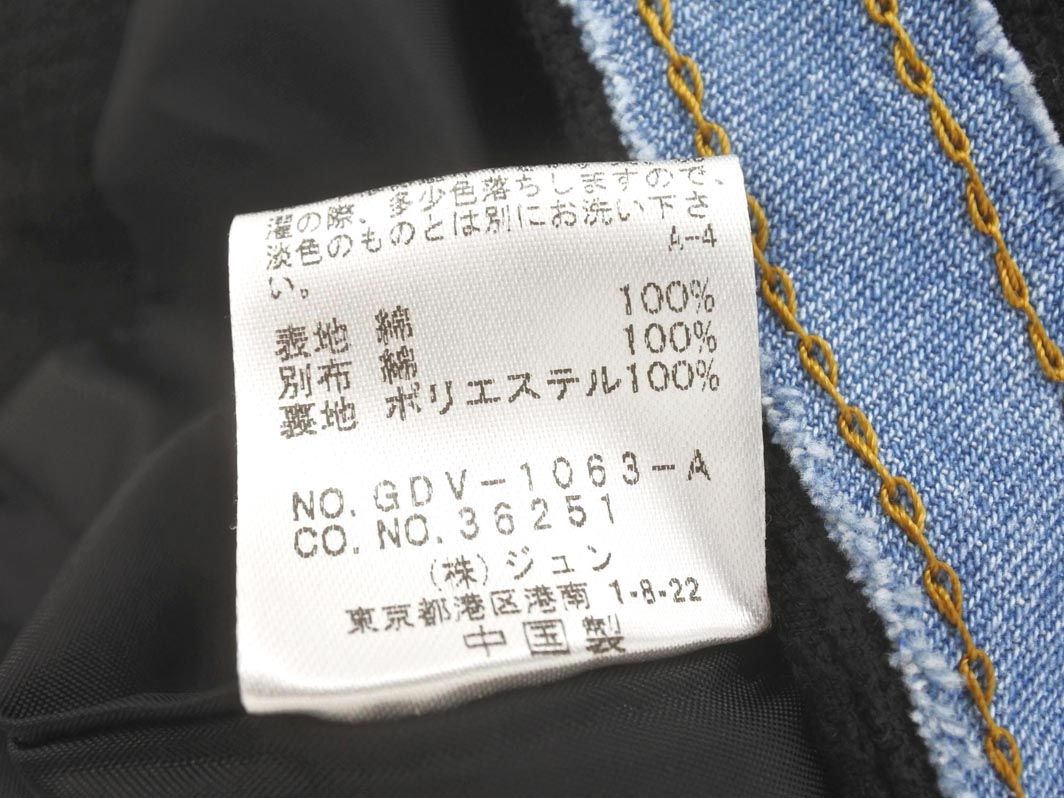 濯の際、多少色落ちしますので、
淡色のものとは別にお洗い下さ
い。
A-4
表地 綿 100%
別布 綿 100%
裏地 ポリエステル100%
NO. GDV-1063-A
CO. NO. 36251
(株)ジュン
東京都港区港南 1-8-22
中国製